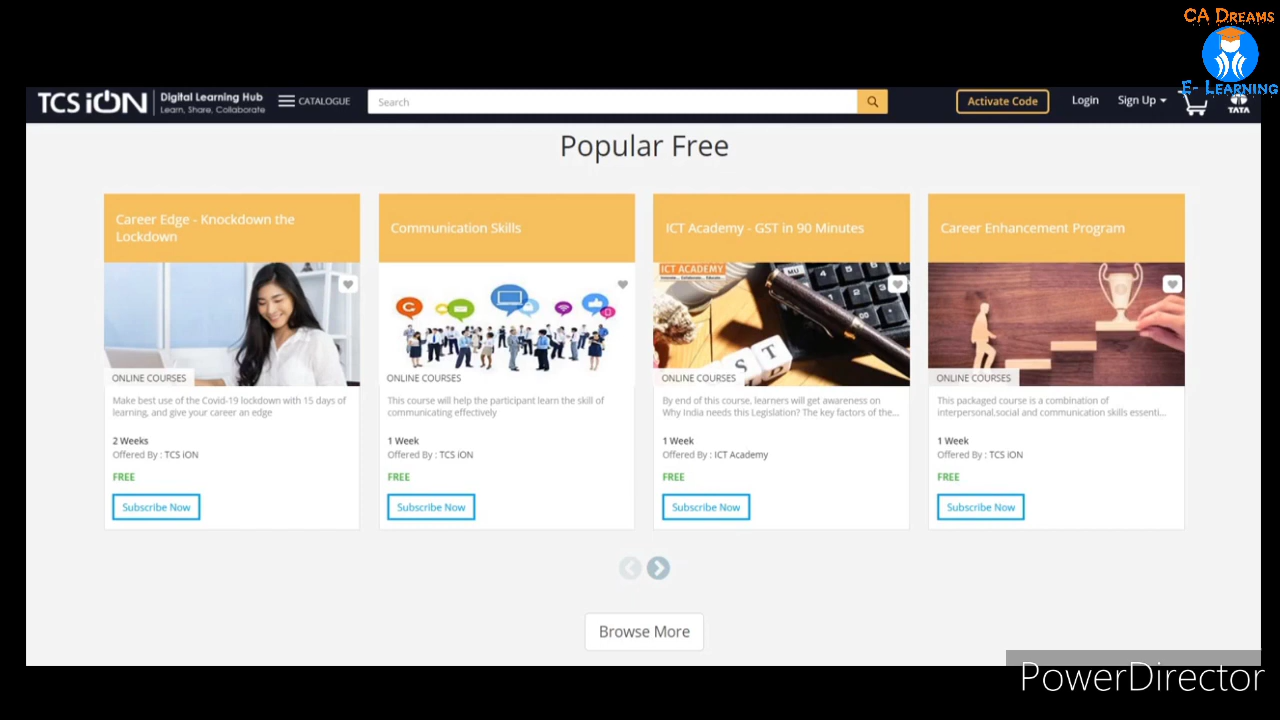 CA DREAMS
E- LEARNING
TCS iON
Digital Learning Hub
Learn, Share, Collaborate
CATALOGUE
Search
Activate Code
Login
Sign Up
TATA
Popular Free
Career Edge - Knockdown the
Lockdown
ONLINE COURSES
Make best use of the Covid-19 lockdown with 15 days of
learning, and give your career an edge
2 Weeks
Offered By : TCS iON
FREE
Subscribe Now
Communication Skills
ONLINE COURSES
This course will help the participant learn the skill of
communicating effectively
1 Week
Offered By : TCS iON
FREE
Subscribe Now
ICT Academy - GST in 90 Minutes
ICT ACADEMY
MU
4
5
6
S T
ONLINE COURSES
By end of this course, learners will get awareness on
Why India needs this Legislation? The key factors of the...
1 Week
Offered By : ICT Academy
FREE
Subscribe Now
Career Enhancement Program
ONLINE COURSES
This packaged course is a combination of
interpersonal,social and communication skills essenti...
1 Week
Offered By : TCS iON
FREE
Subscribe Now
Browse More
PowerDirector